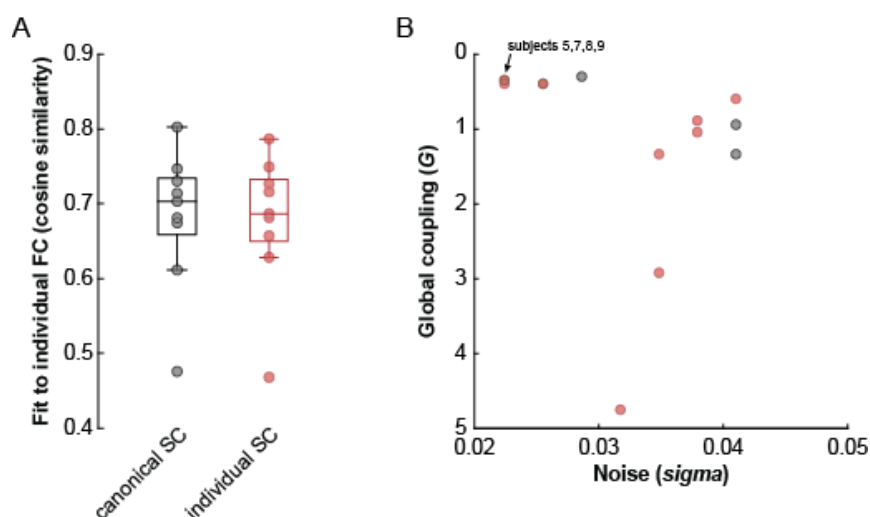 A
Fit to individual FC (cosine similarity)
0.9
0.8
0.7
0.6
0.5
0.4
canonical SC
individual SC
B
subjects 5,7,8,9
Global coupling (G)
0
1
2
3
4
5
0.02
0.03
0.04
0.05
Noise (sigma)